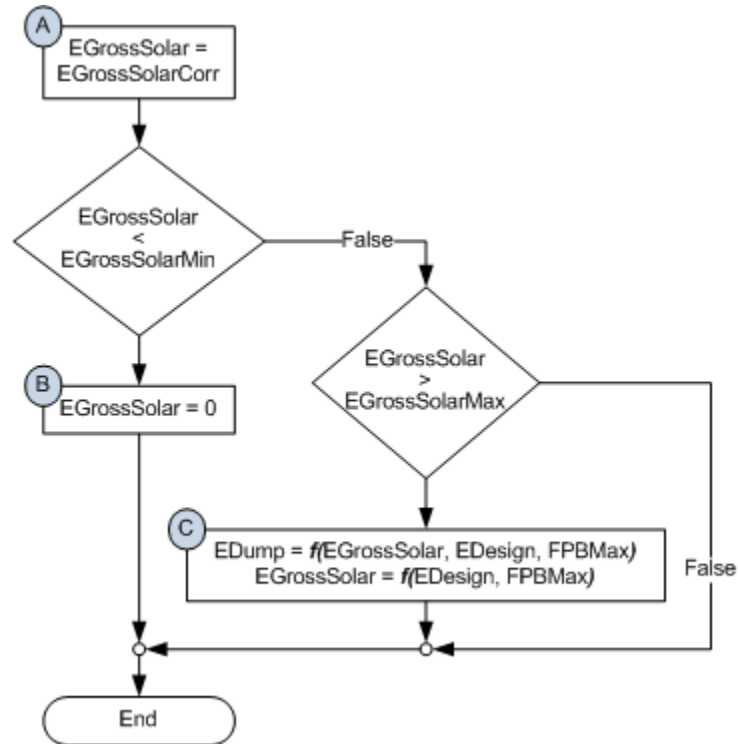 A
EGrossSolar =
EGrossSolarCorr
EGrossSolar
<
EGrossSolarMin
False
EGrossSolar
>
EGrossSolarMax
B
EGrossSolar = 0
C
EDump = f(EGrossSolar, EDesign, FPBMax)
EGrossSolar = f(EDesign, FPBMax)
False
End